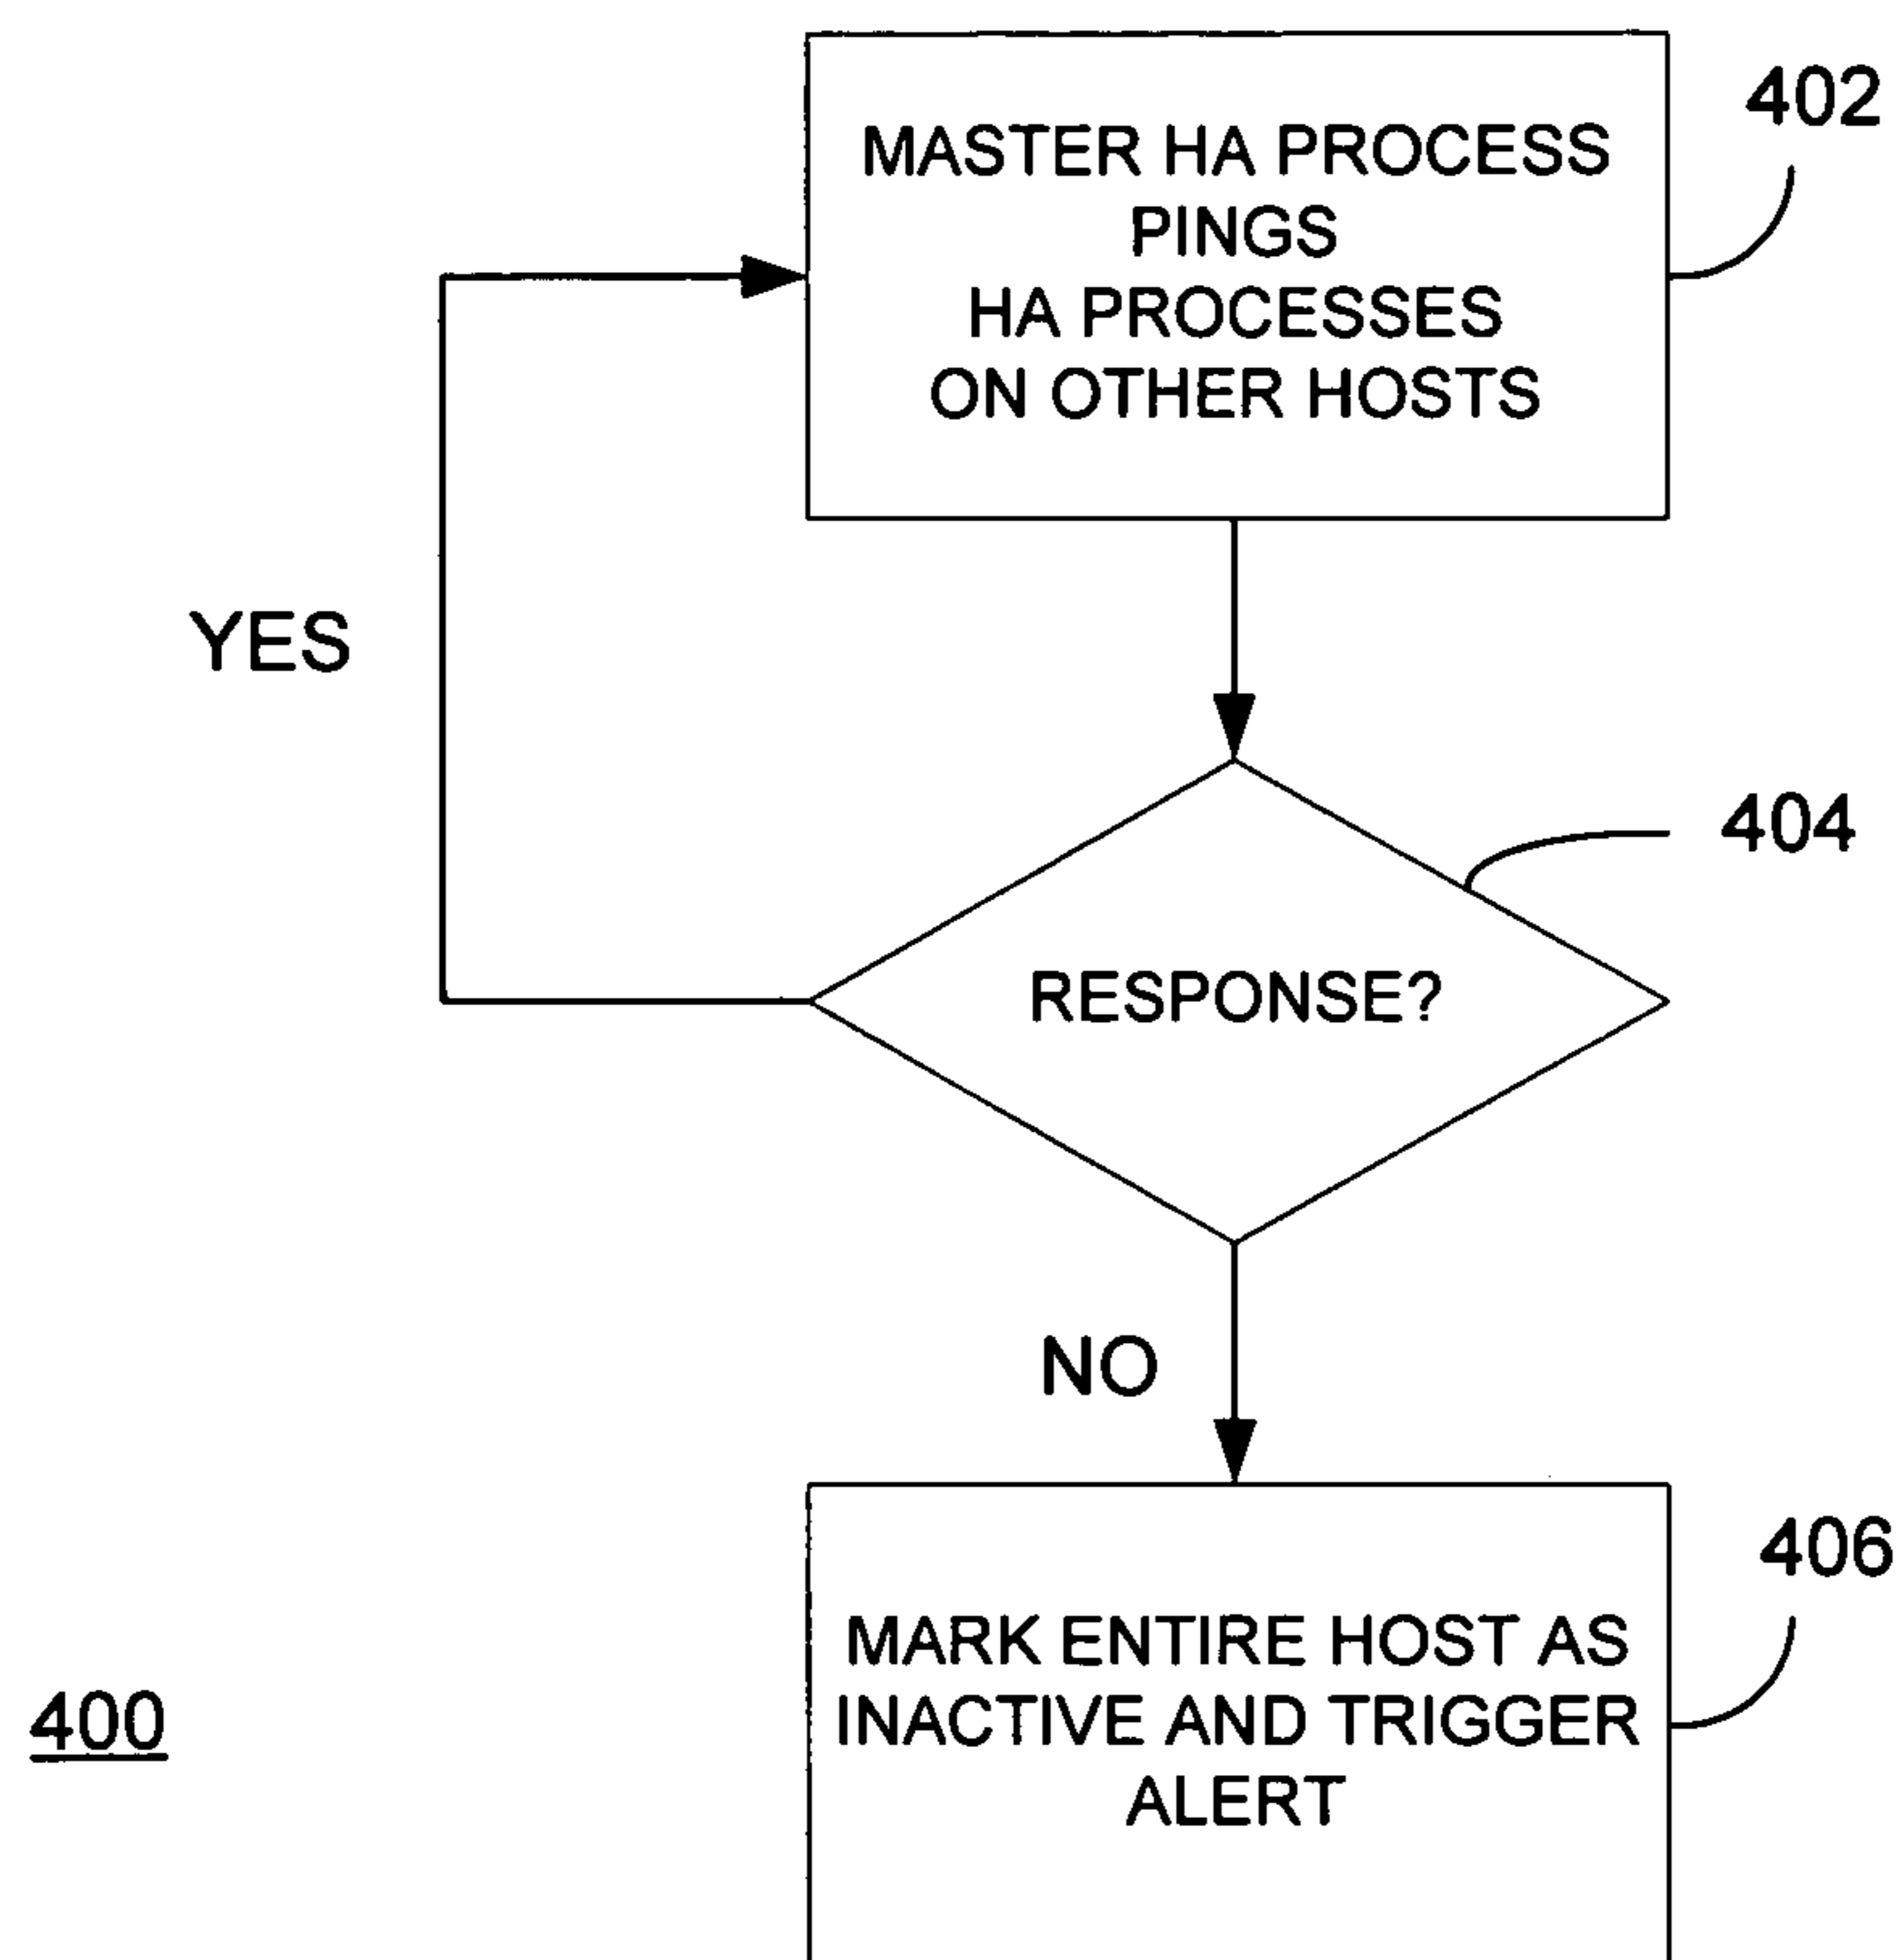 402
MASTER HA PROCESS
PINGS
HA PROCESSES
ON OTHER HOSTS
YES
404
RESPONSE?
NO
406
MARK ENTIRE HOST AS
INACTIVE AND TRIGGER
ALERT
400